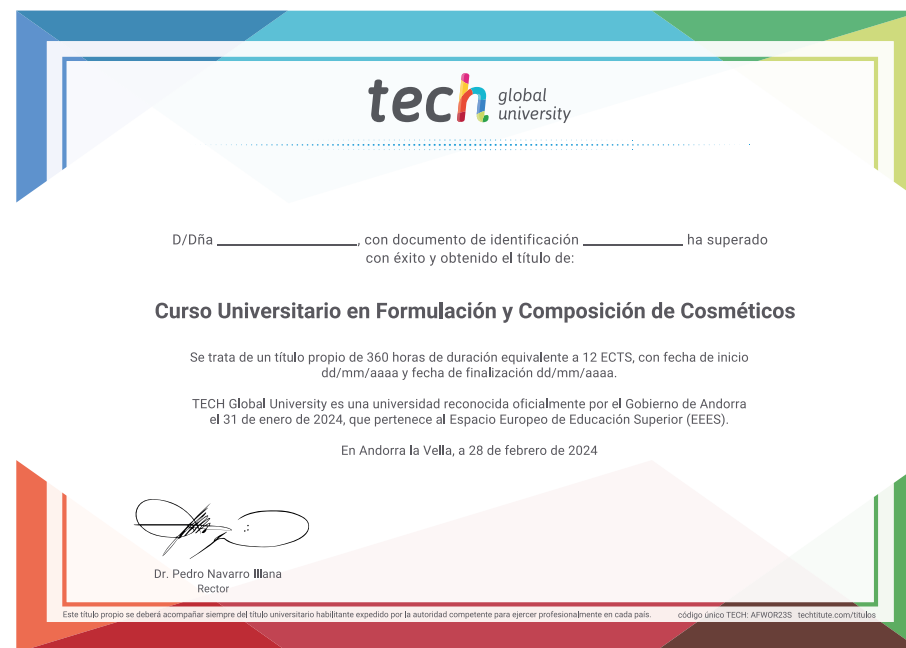 tech global university
D/Dña ____________________, con documento de identificación ______________ ha superado
con éxito y obtenido el título de:
Curso Universitario en Formulación y Composición de Cosméticos
Se trata de un título propio de 360 horas de duración equivalente a 12 ECTS, con fecha de inicio
dd/mm/aaaa y fecha de finalización dd/mm/aaaa.
TECH Global University es una universidad reconocida oficialmente por el Gobierno de Andorra
el 31 de enero de 2024, que pertenece al Espacio Europeo de Educación Superior (EEES).
En Andorra la Vella, a 28 de febrero de 2024
Dr. Pedro Navarro Illana
Rector
Este título propio se deberá acompañar siempre del título universitario habilitante expedido por la autoridad competente para ejercer profesionalmente en cada país. código único TECH: AFWOR23S techtitute.com/titulos